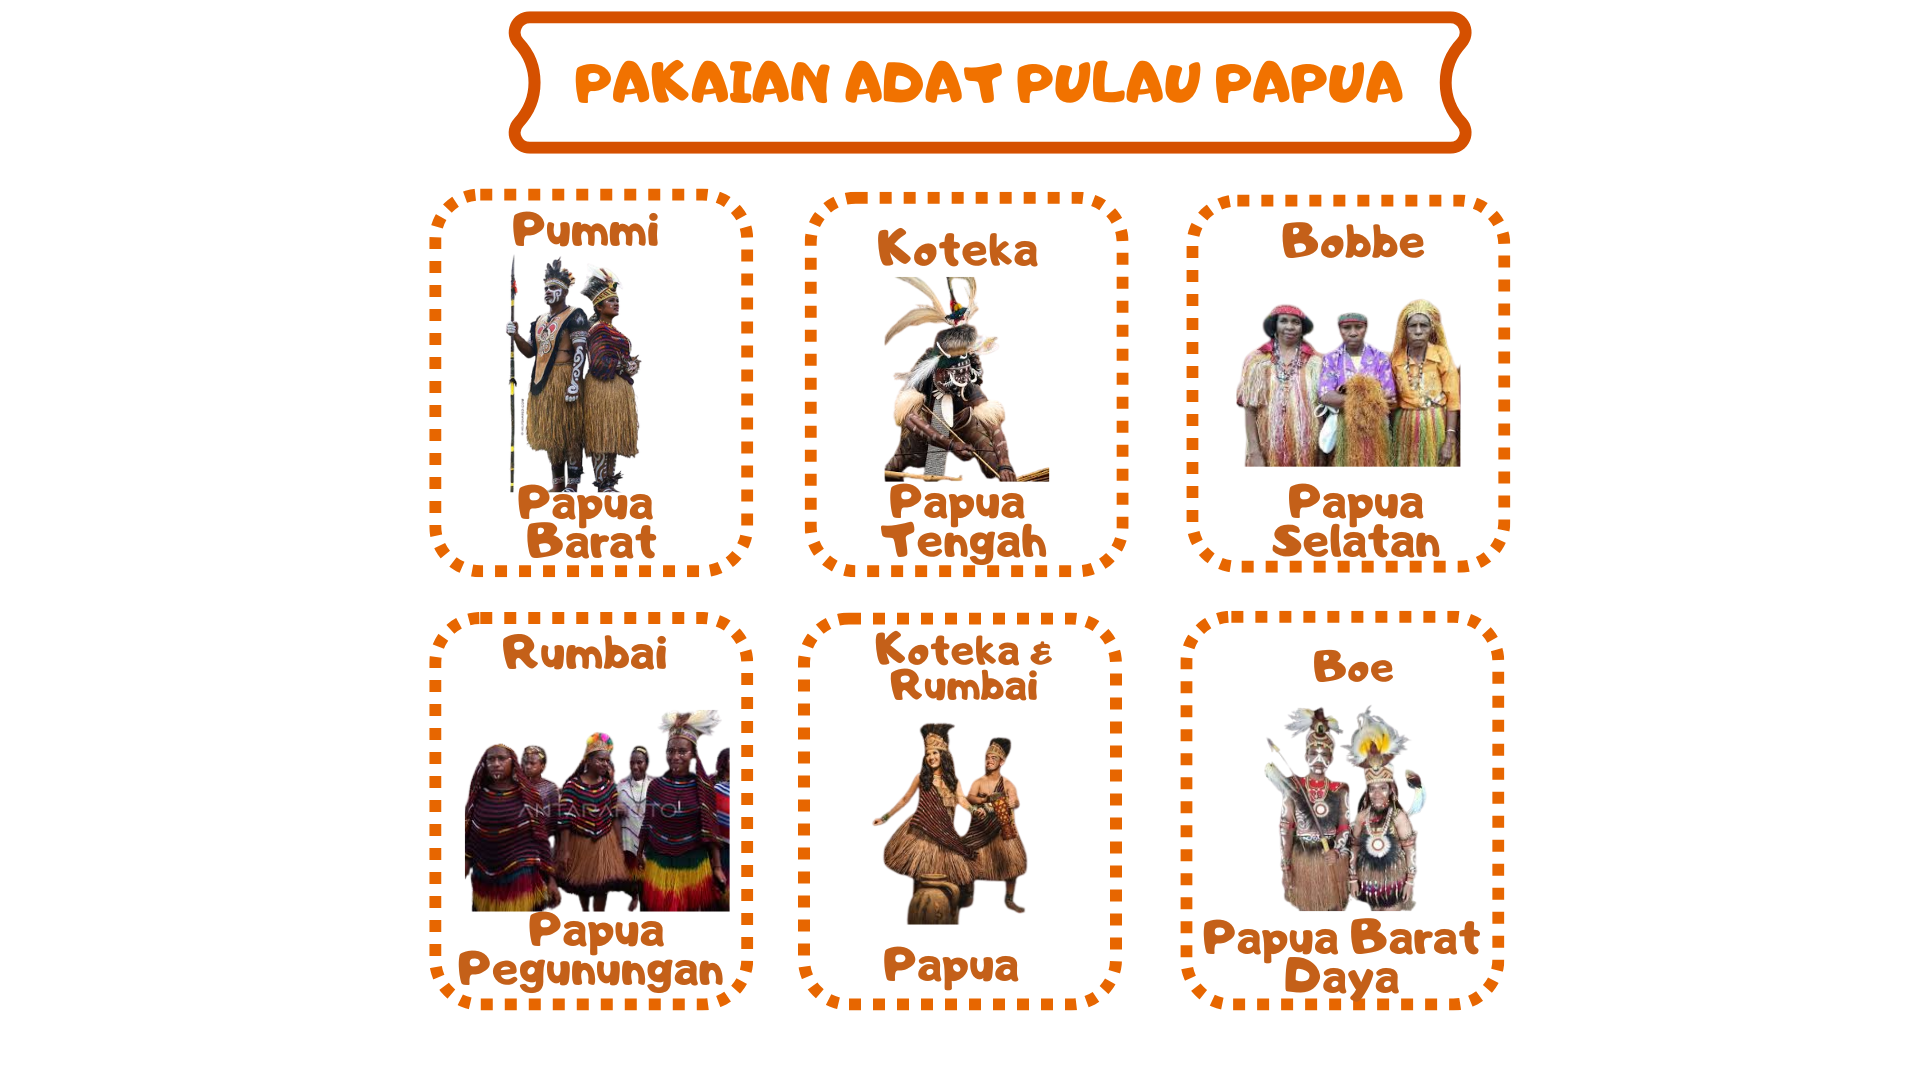 PAKAIAN ADAT PULAU PAPUA
Pummi
Papua
Barat
Koteka
Papua
Tengah
Bobbe
Papua
Selatan
Rumbai
ANTARAFOTO
Papua
Pegunungan
Koteka &
Rumbai
Papua
Boe
Papua Barat
Daya